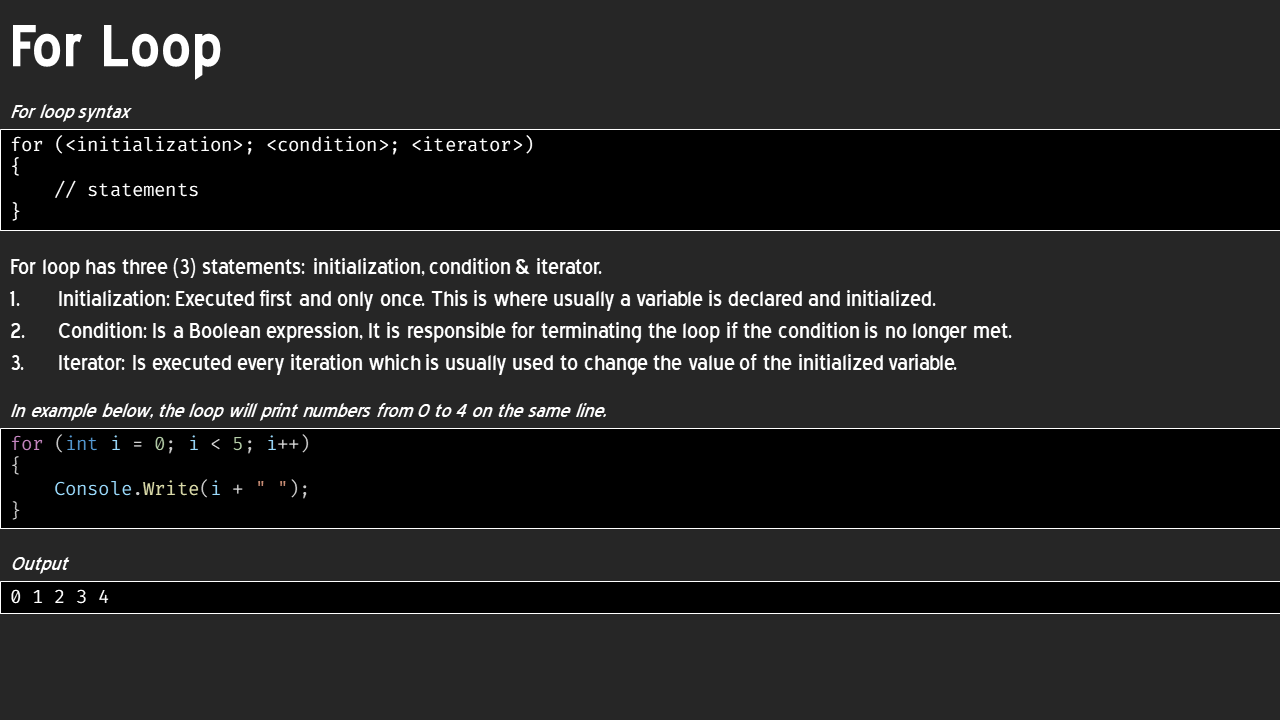 For Loop
For loop syntax
for (<initialization>; <condition>; <iterator>)
{
    // statements
}
For loop has three (3) statements: initialization, condition & iterator.
1. Initialization: Executed first and only once. This is where usually a variable is declared and initialized.
2. Condition: Is a Boolean expression, It is responsible for terminating the loop if the condition is no longer met.
3. Iterator: Is executed every iteration which is usually used to change the value of the initialized variable.
In example below, the loop will print numbers from 0 to 4 on the same line.
for (int i = 0; i < 5; i++)
{
    Console.Write(i + " ");
}
Output
0 1 2 3 4